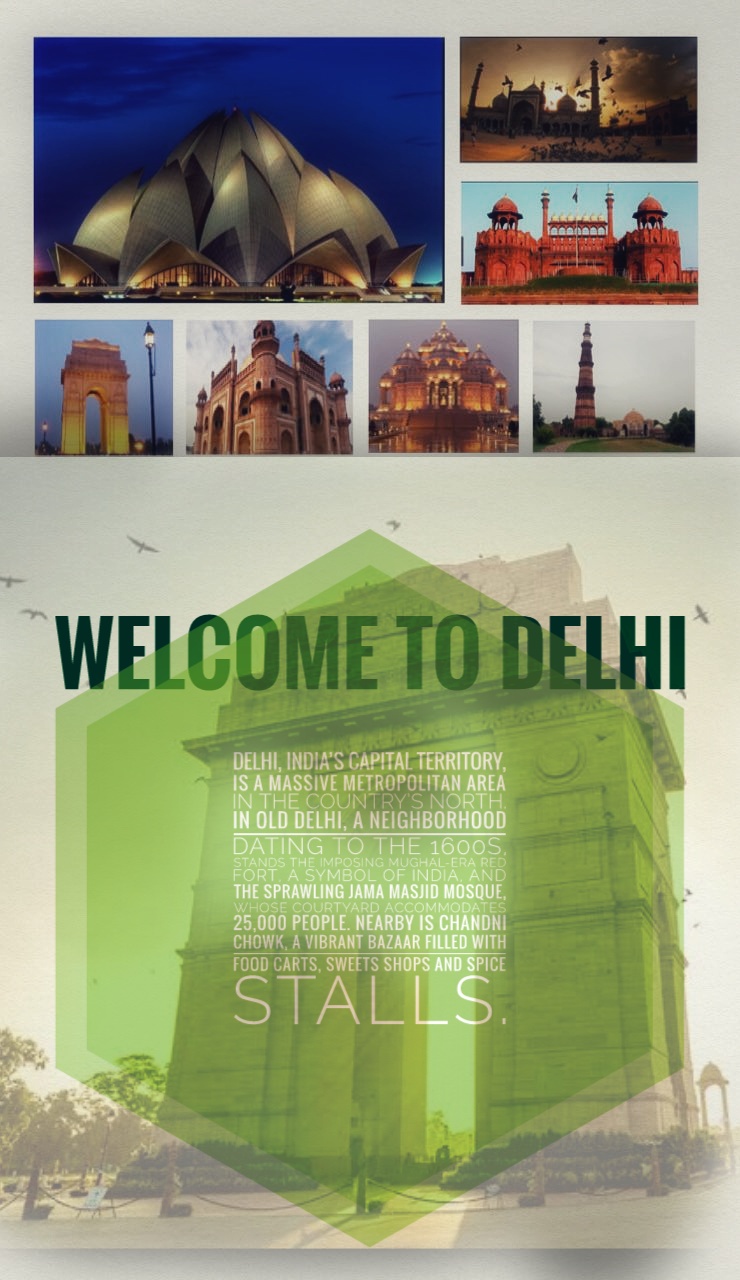 WELCOME TO DELHI
DELHI, INDIA'S CAPITAL TERRITORY,
IS A MASSIVE METROPOLITAN AREA
IN THE COUNTRY'S NORTH.
IN OLD DELHI, A NEIGHBORHOOD
DATING TO THE 1600S,
STANDS THE IMPOSING MUGHAL-ERA RED
FORT, A SYMBOL OF INDIA, AND
THE SPRAWLING JAMA MASJID MOSQUE,
WHOSE COURTYARD ACCOMMODATES
25,000 PEOPLE. NEARBY IS CHANDNI
CHOWK, A VIBRANT BAZAAR FILLED WITH
FOOD CARTS, SWEETS SHOPS AND SPICE
STALLS.